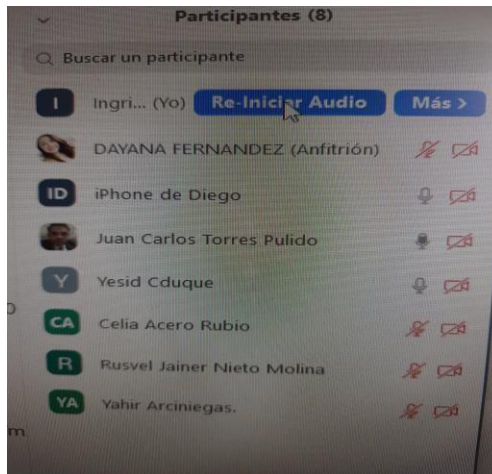 Participantes (8)
Buscar un participante
I Ingri... (Yo) Re-Iniciar Audio Más >
DAYANA FERNANDEZ (Anfitrión)
ID iPhone de Diego
Juan Carlos Torres Pulido
Y Yesid Cduque
CA Celia Acero Rubio
R Rusvel Jainer Nieto Molina
YA Yahir Arciniegas.
m